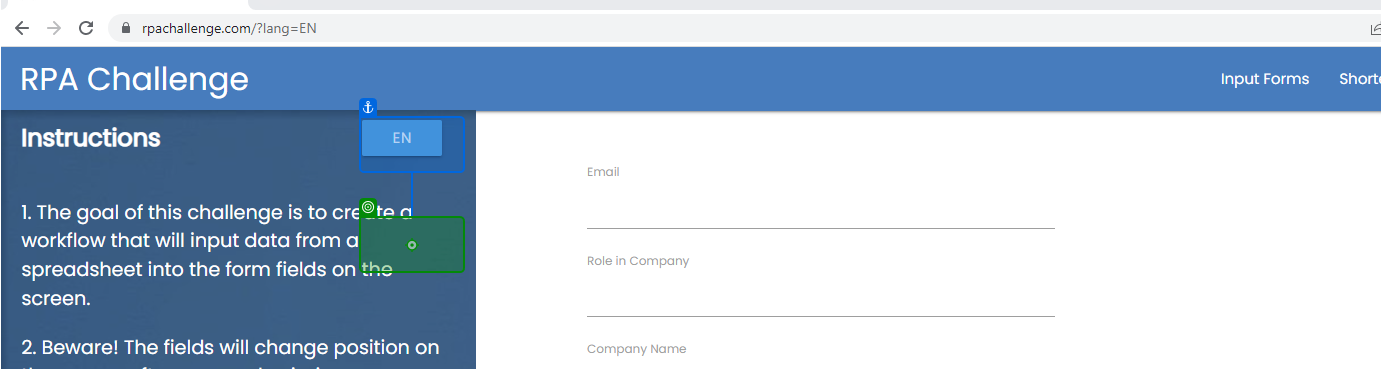 rpachallenge.com/?lang=EN
RPA Challenge
Input Forms
Instructions
EN
1. The goal of this challenge is to create a
workflow that will input data from a
spreadsheet into the form fields on the
screen.
2. Beware! The fields will change position on
Email
Role in Company
Company Name